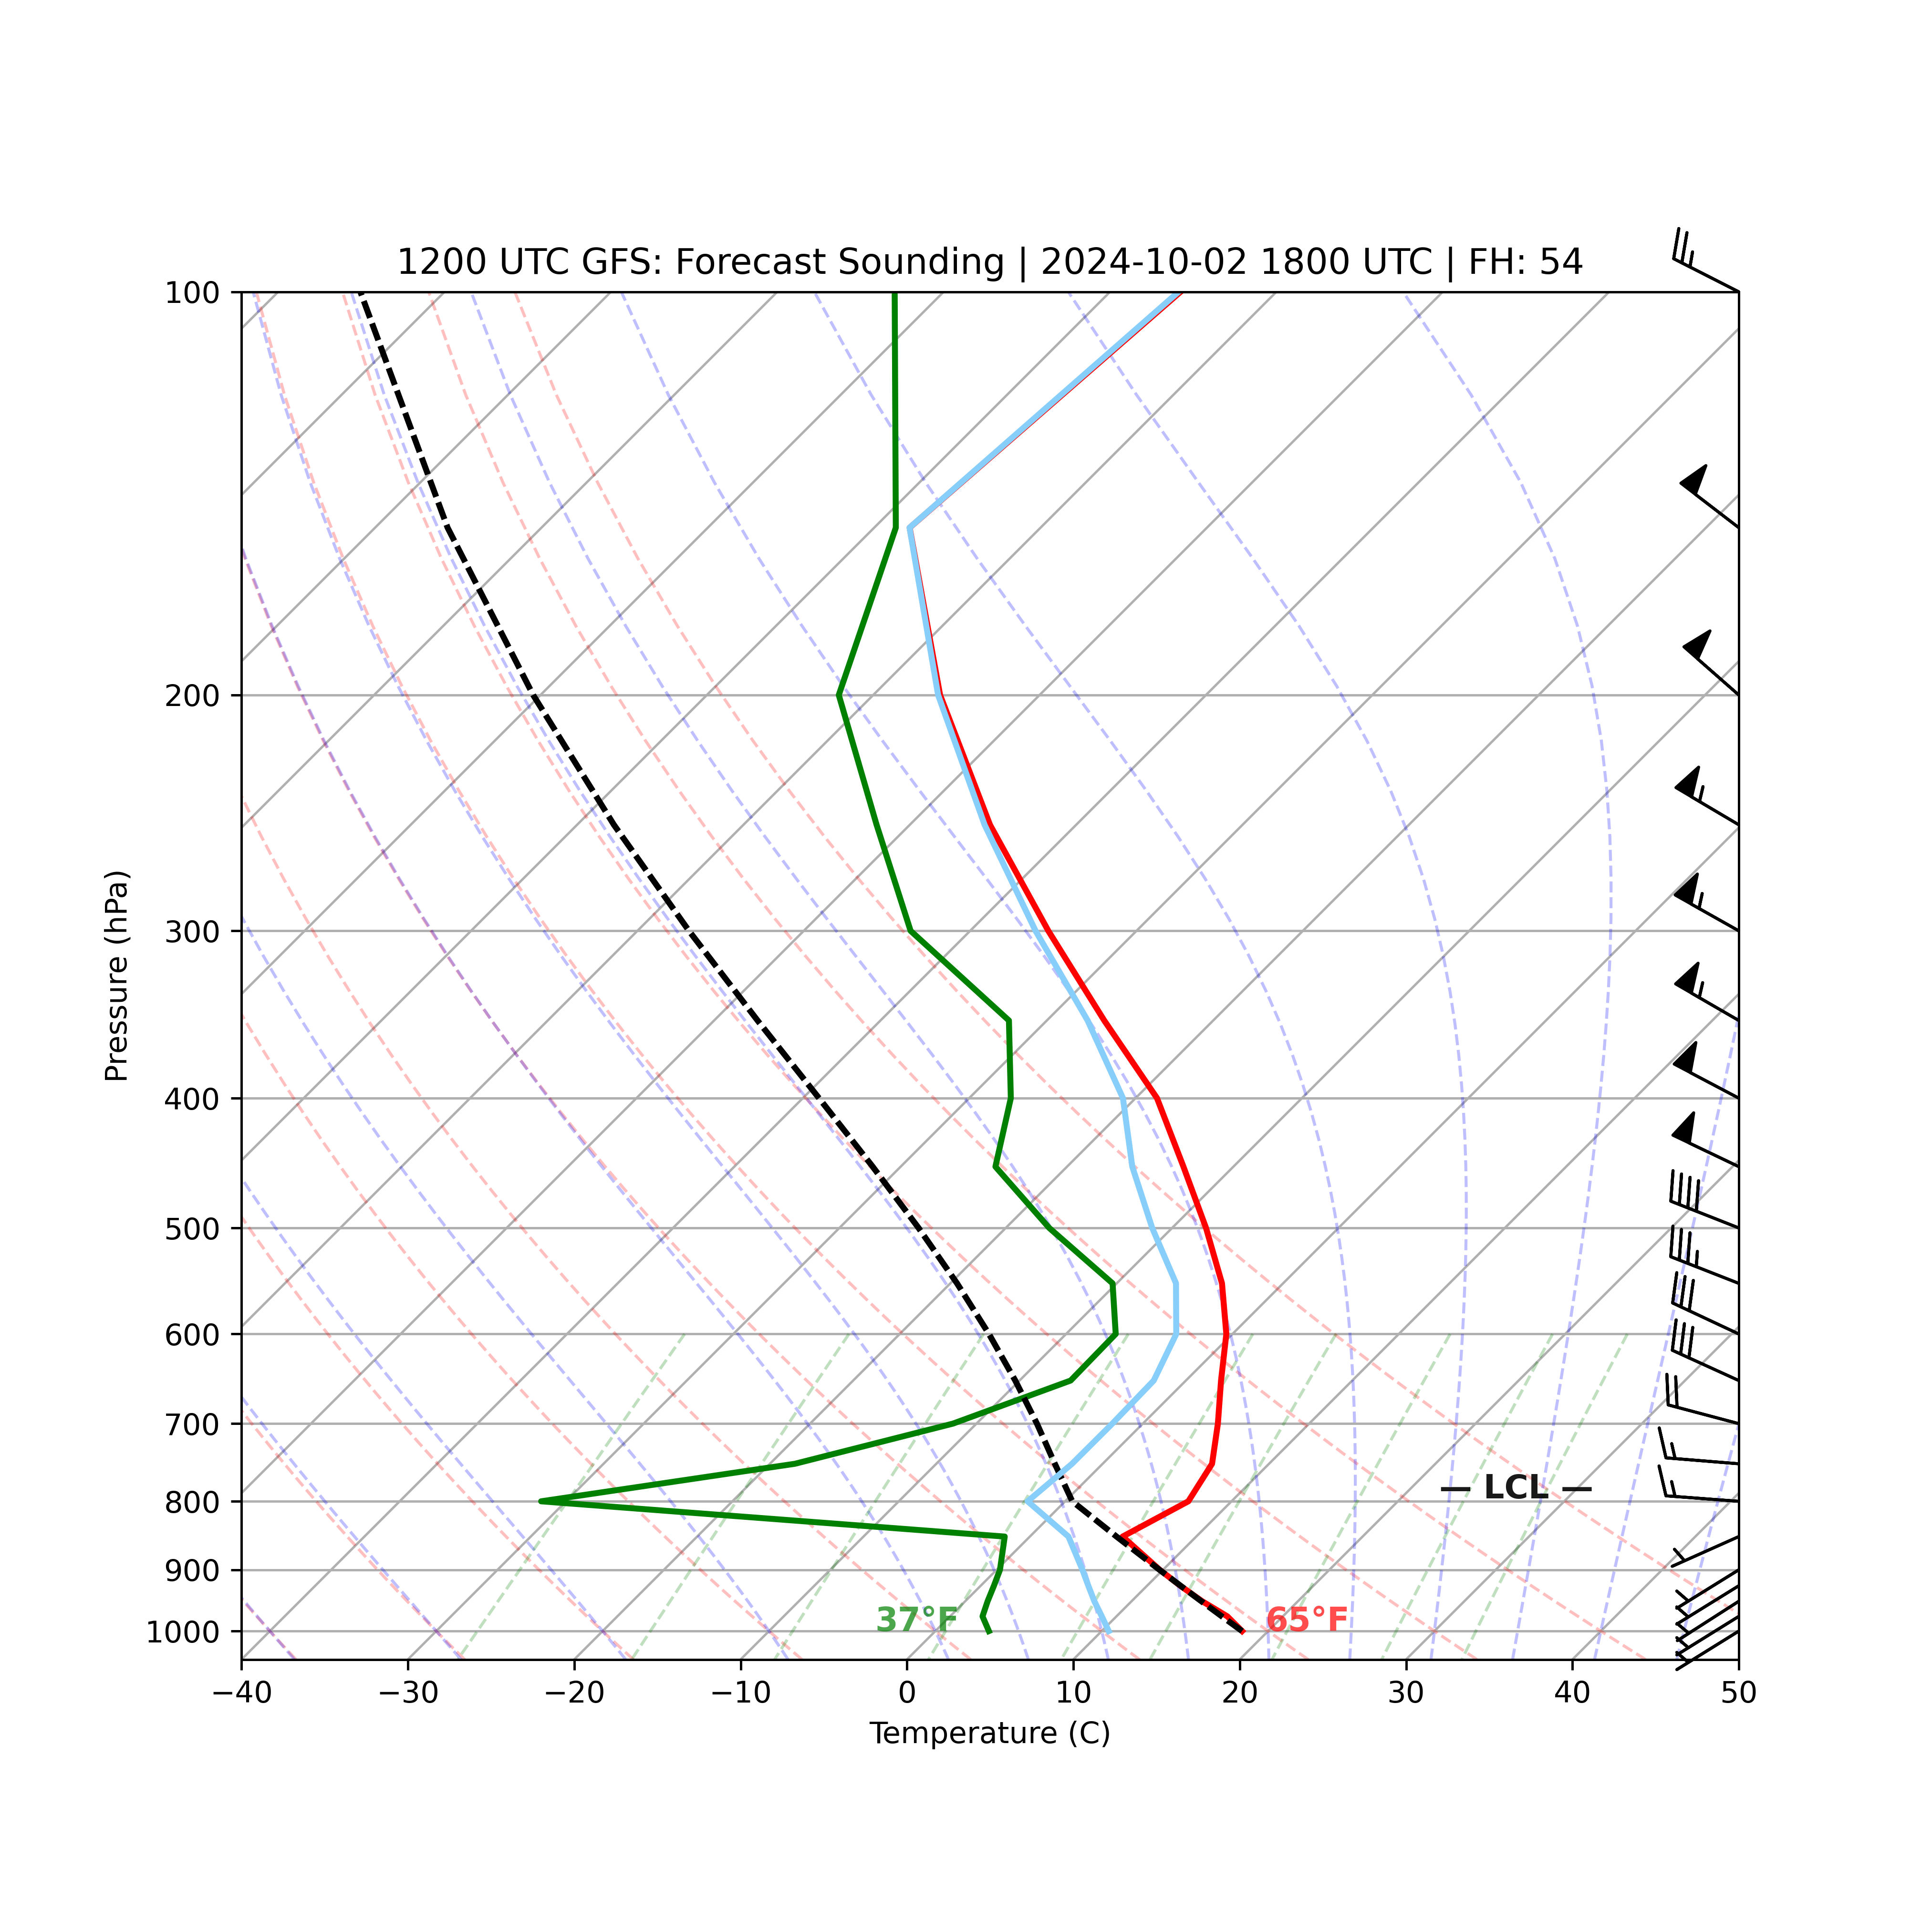 1200 UTC GFS: Forecast Sounding | 2024-10-02 1800 UTC | FH: 54
100
200
300
400
500
600
700
800
900
1000
Pressure (hPa)
— LCL —
37°F
65°F
−40 −30 −20 −10 0 10 20 30 40 50
Temperature (C)